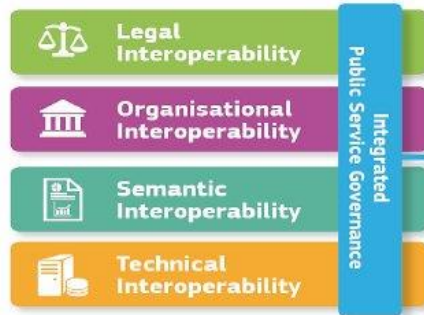 Legal
Interoperability
Organisational
Interoperability
Semantic
Interoperability
Technical
Interoperability
Integrated
Public Service Governance